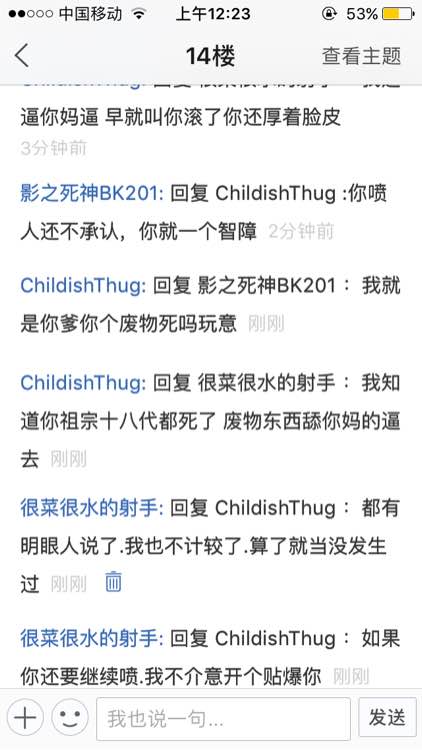 中国移动 上午12:23 53%
14楼 查看主题
逼你妈逼 早就叫你滚了你还厚着脸皮
3分钟前
影之死神BK201: 回复 ChildishThug :你喷
人还不承认，你就一个智障 2分钟前
ChildishThug: 回复 影之死神BK201： 我就
是你爹你个废物死吗玩意 刚刚
ChildishThug: 回复 很菜很水的射手： 我知
道你祖宗十八代都死了 废物东西舔你妈的逼
去 刚刚
很菜很水的射手: 回复 ChildishThug： 都有
明眼人说了.我也不计较了.算了就当没发生
过 刚刚
很菜很水的射手: 回复 ChildishThug： 如果
你还要继续喷.我不介意开个贴爆你 刚刚
我也说一句... 发送